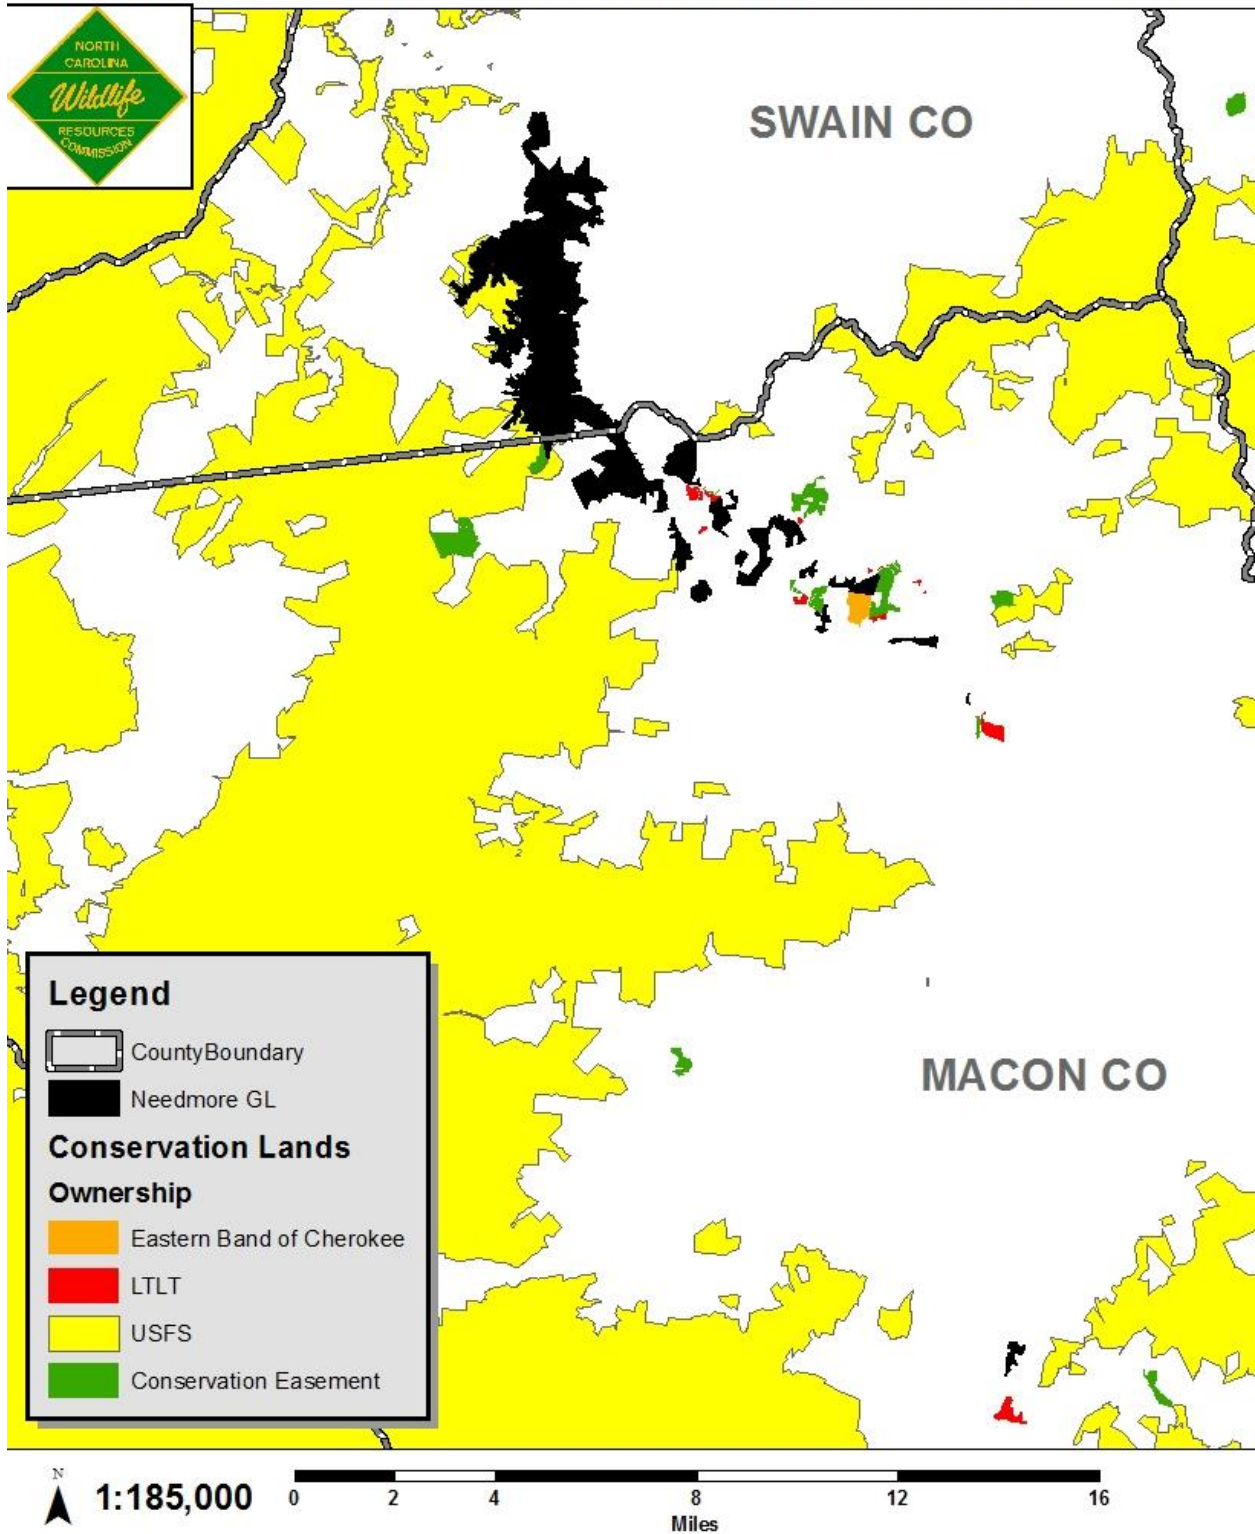 NORTH
CAROLINA
Wildlife
RESOURCES
COMMISSION
SWAIN CO
MACON CO
Legend
CountyBoundary
Needmore GL
Conservation Lands
Ownership
Eastern Band of Cherokee
LTLT
USFS
Conservation Easement
N
1:185,000
0 2 4 8 12 16
Miles